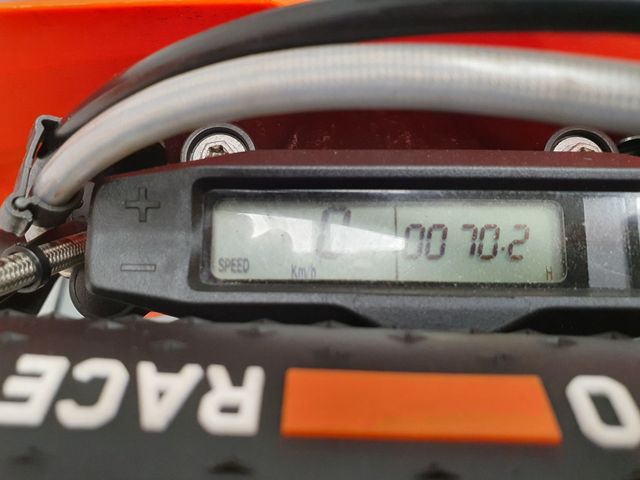 +
0 0070.2
SPEED Km/h H
−
O RACE